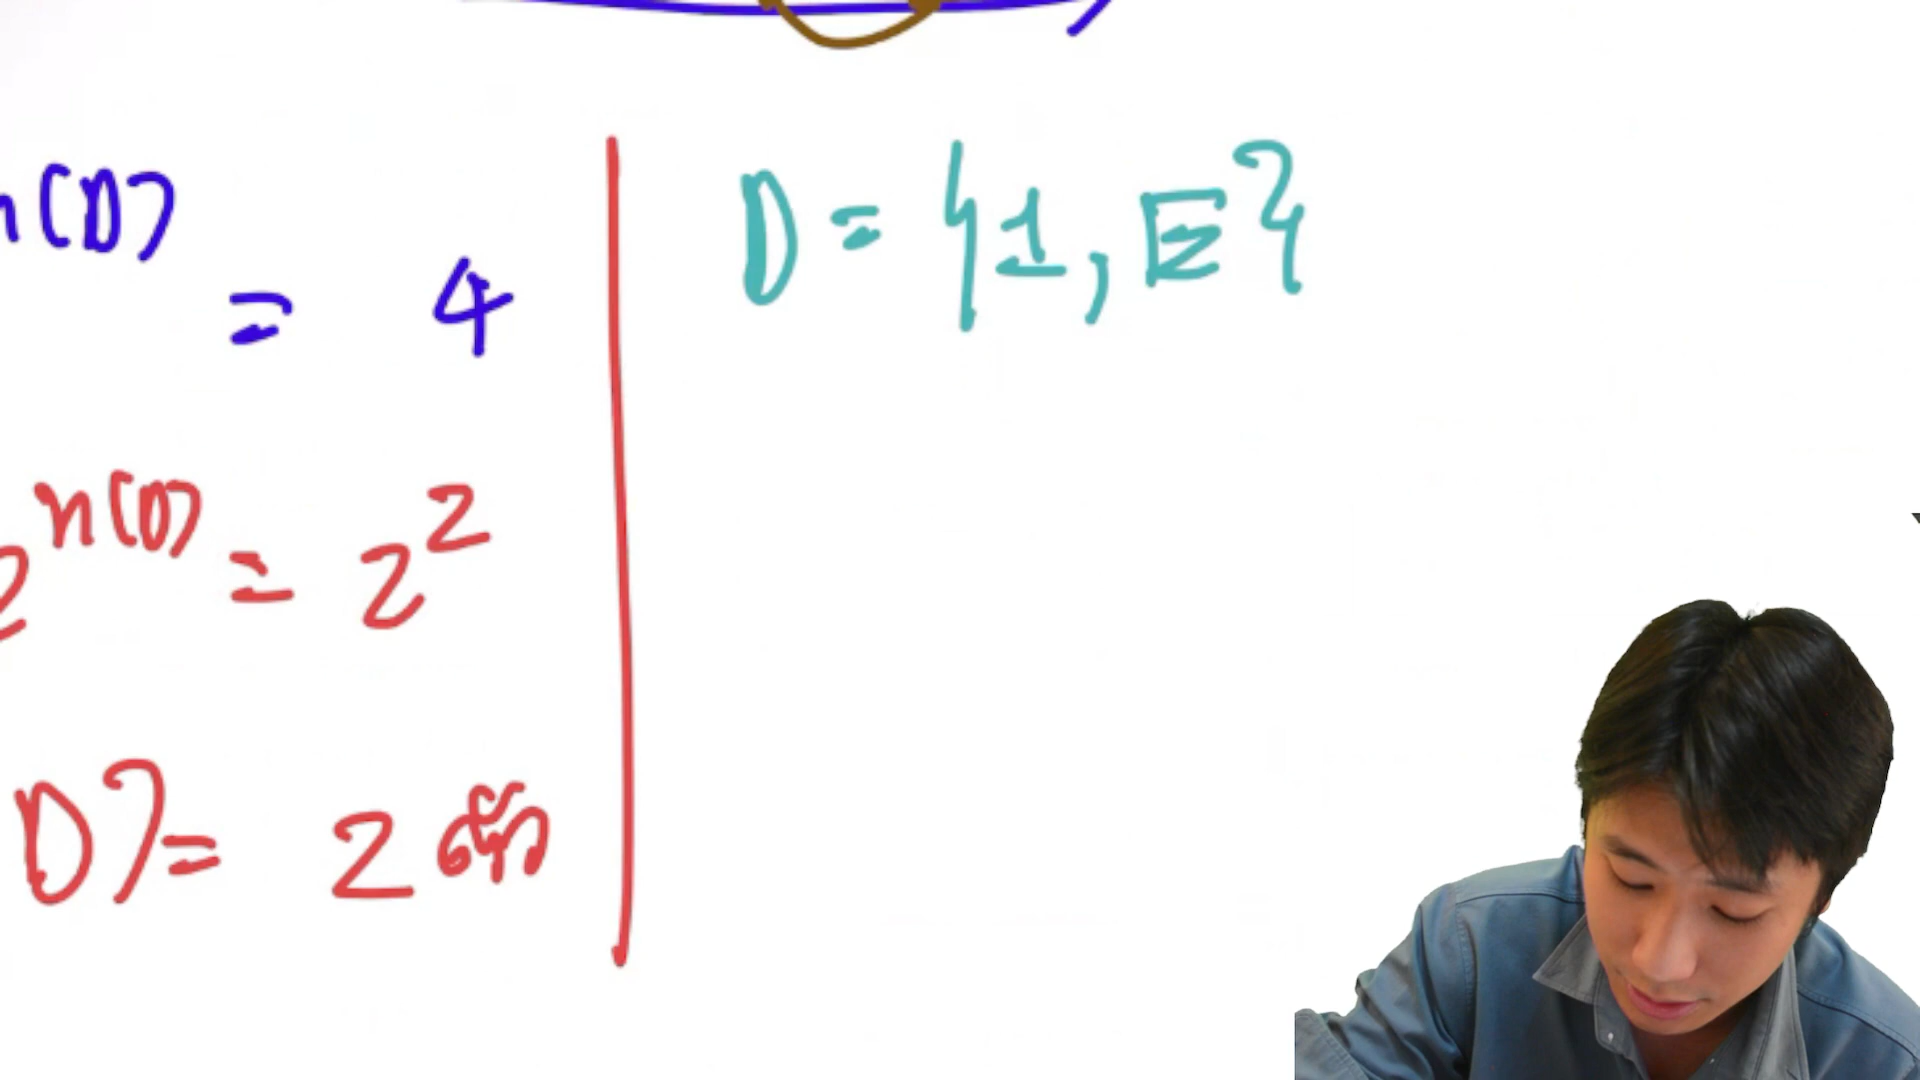 n(D)
= 4
2^n(D) = 2^2
D) = 2 ตัว
D = {1, E}